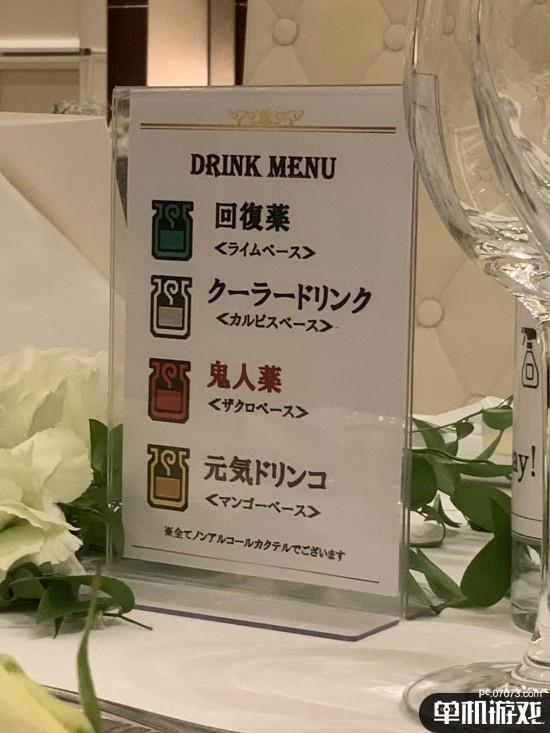 DRINK MENU
回復薬
<ライムベース>
クーラードリンク
<カルピスベース>
鬼人薬
<ザクロベース>
元気ドリンコ
<マンゴーベース>
※全てノンアルコールカクテルでございます
ay!
pc.07073.com
单机游戏